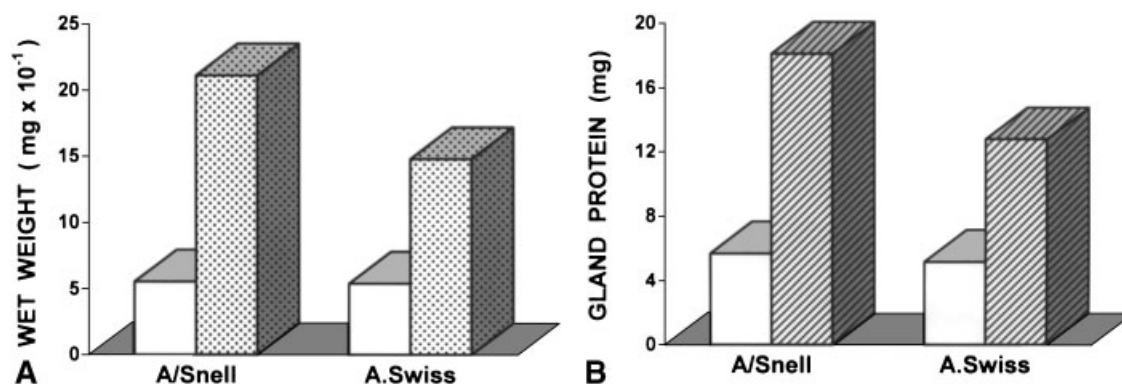 WET WEIGHT ( mg x 10⁻¹ )
25
20
15
10
5
0
A/Snell
A.Swiss
A
GLAND PROTEIN (mg)
20
16
12
8
4
0
A/Snell
A.Swiss
B